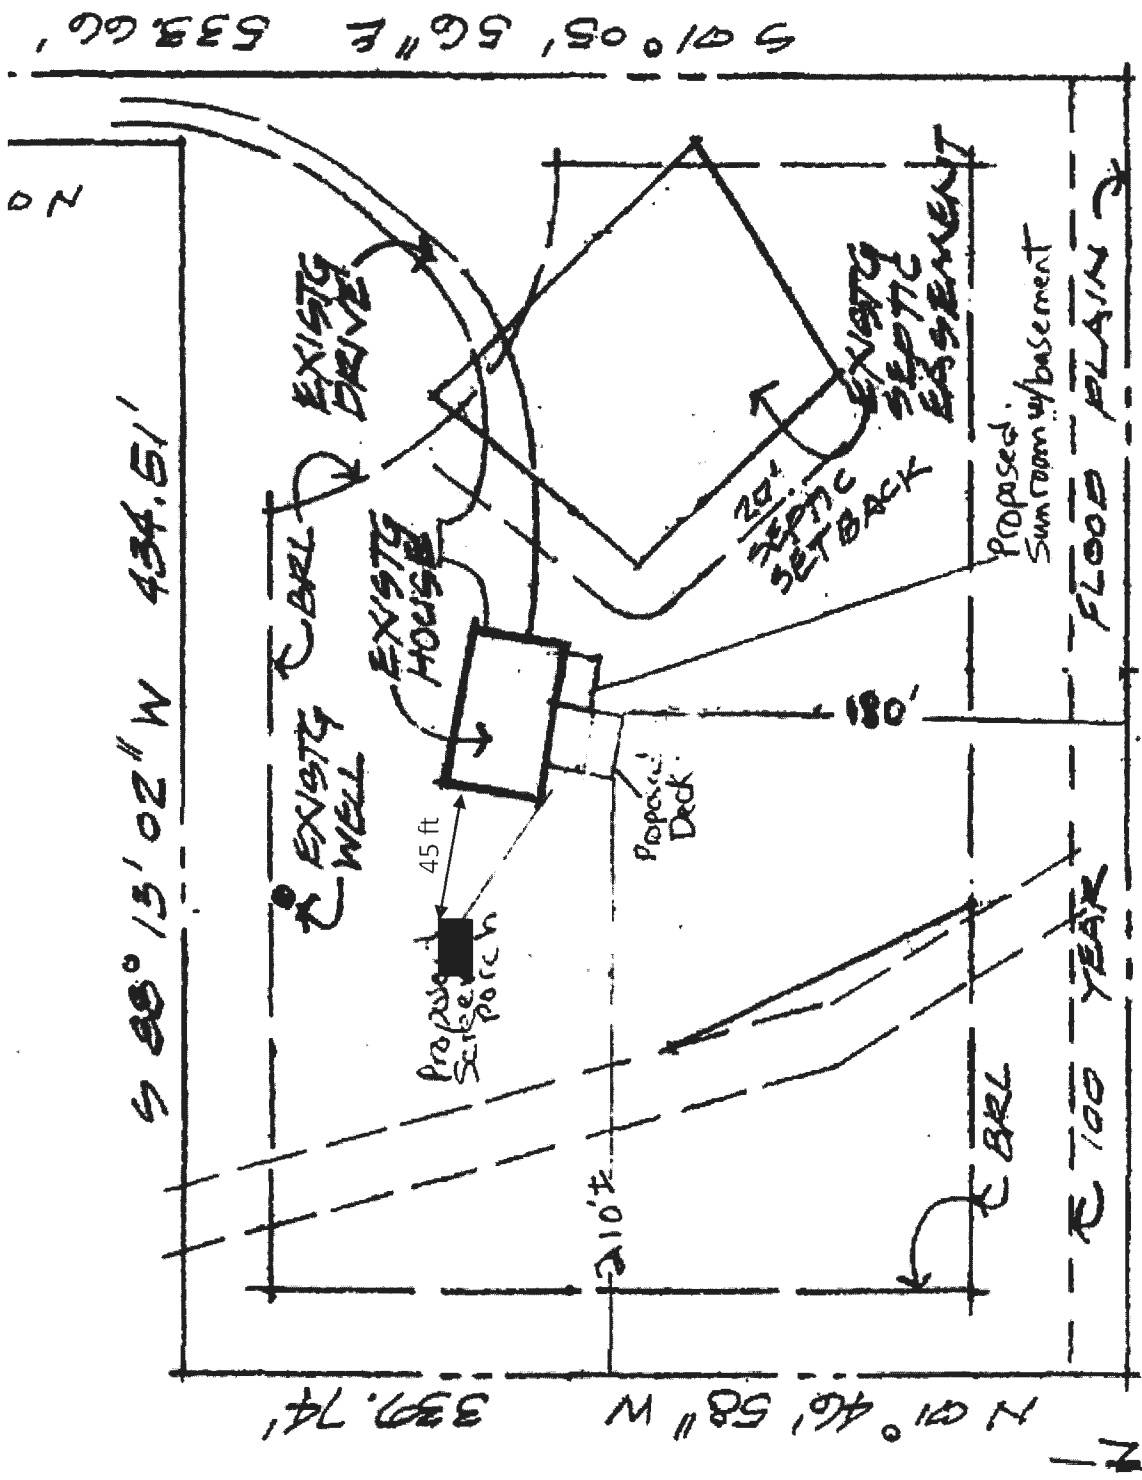 S 01° 05' 56" E 533.66'
N 0
S 88° 13' 02" W 434.51'
EXIST'G
DRIVE
BRL
EXIST'G
HOUSE
EXIST'G
WELL
EXIST'G
SEPTIC
EASEMENT
20'
SEPTIC
SETBACK
Proposed
Sunroom w/basement
FLOOD PLAIN
100 YEAR
180'
45 ft
Proposed
Deck
Screen
Porch
210'±
BRL
N 01° 46' 58" W 339.74'